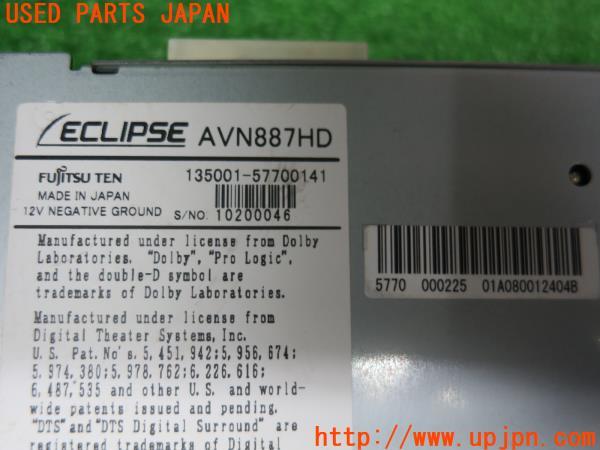 USED PARTS JAPAN
ECLIPSE AVN887HD
FUJITSU TEN 135001-57700141
MADE IN JAPAN
12V NEGATIVE GROUND S/NO. 10200046
Manufactured under license from Dolby
Laboratories. "Dolby", "Pro Logic",
and the double-D symbol are
trademarks of Dolby Laboratories.
Manufactured under license from
Digital Theater Systems, Inc.
U.S. Pat. No's. 5,451,942;5,956,674;
5,974,380;5,978,762;6,226,616;
6,487,535 and other U.S. and world-
wide patents issued and pending.
"DTS" and "DTS Digital Surround" are
registered trademarks of Digital
5770 000225 01A080012404B
USED PARTS JAPAN
http://www.upjpn.com